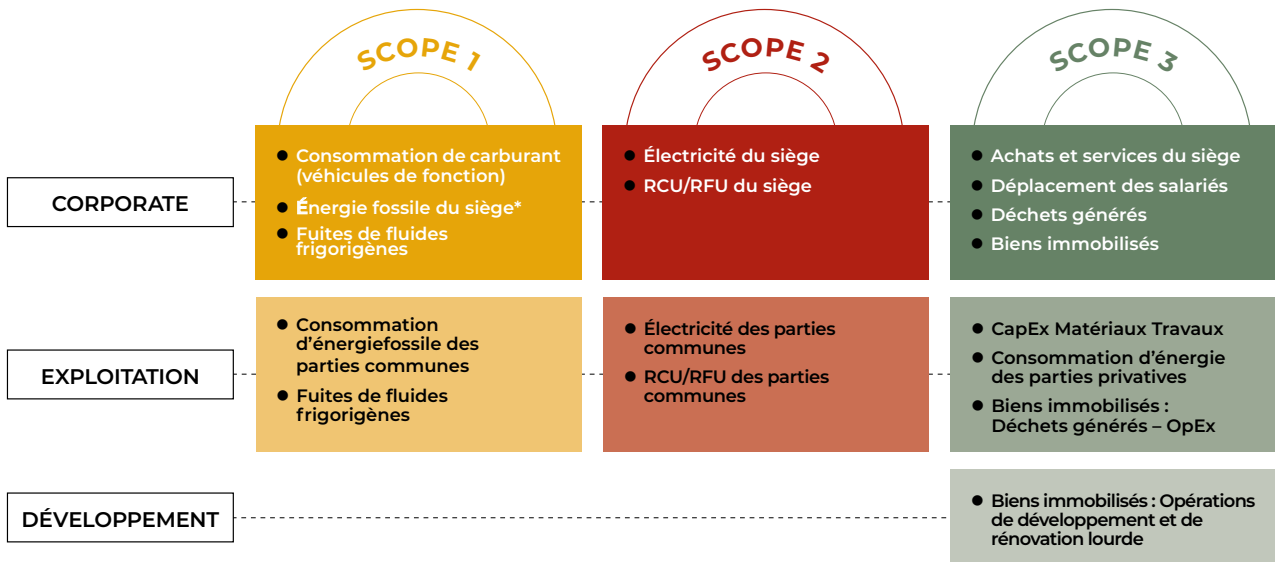 SCOPE 1
SCOPE 2
SCOPE 3
CORPORATE
● Consommation de carburant
(véhicules de fonction)
● Énergie fossile du siège*
● Fuites de fluides
frigorigènes
● Électricité du siège
● RCU/RFU du siège
● Achats et services du siège
● Déplacement des salariés
● Déchets générés
● Biens immobilisés
EXPLOITATION
● Consommation
d'énergiefossile des
parties communes
● Fuites de fluides
frigorigènes
● Électricité des parties
communes
● RCU/RFU des parties
communes
● CapEx Matériaux Travaux
● Consommation d'énergie
des parties privatives
● Biens immobilisés :
Déchets générés – OpEx
DÉVELOPPEMENT
● Biens immobilisés : Opérations
de développement et de
rénovation lourde